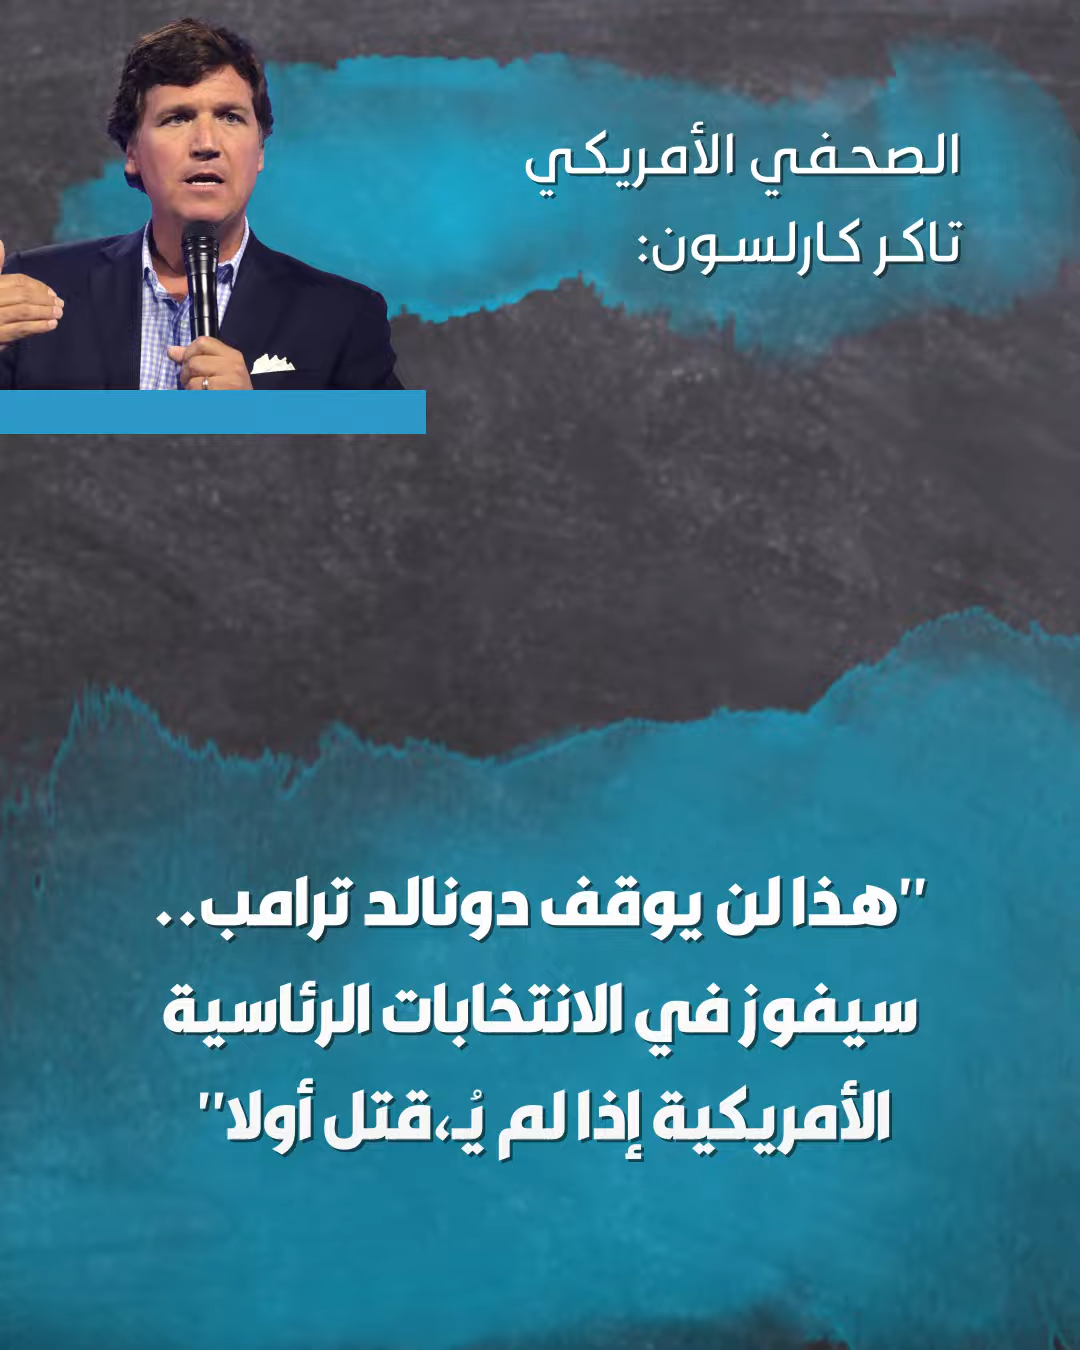 الصحفي الأمريكي
تاكر كارلسون:
"هذا لن يوقف دونالد ترامب..
سيفوز في الانتخابات الرئاسية
الأمريكية إذا لم يُـ،قتل أولا"